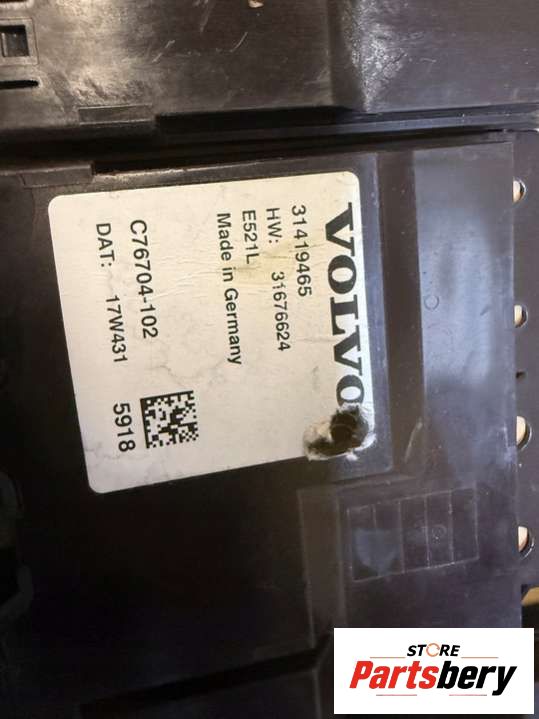 VOLVO
31419465
HW: 31676624
E521L
Made in Germany
C76704-102
DAT: 17W431
5918
STORE
Partsbery